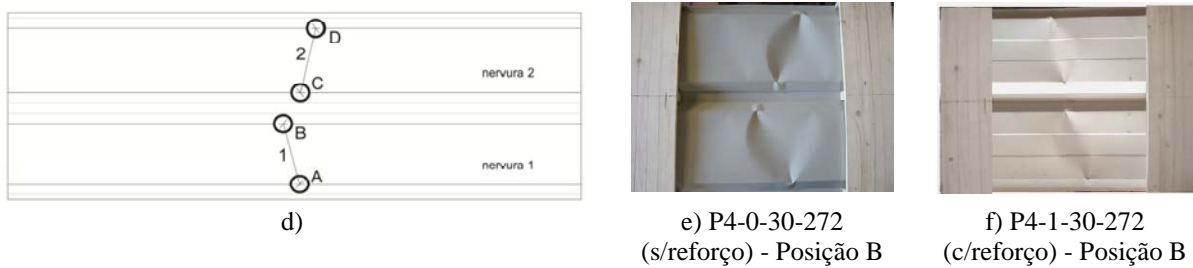 D
2
nervura 2
C
B
1
nervura 1
A
d)
e) P4-0-30-272
(s/reforço) - Posição B
f) P4-1-30-272
(c/reforço) - Posição B